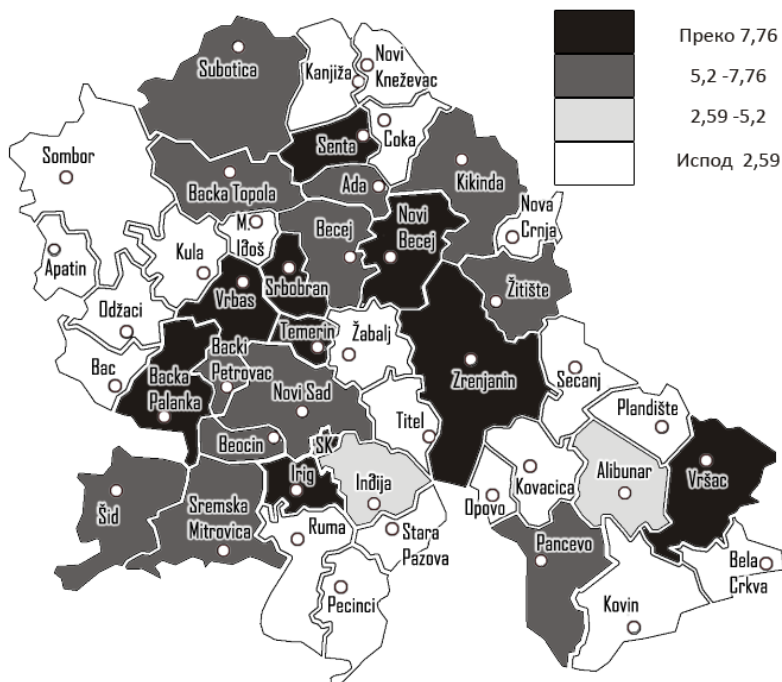 Преко 7,76
5,2 -7,76
2,59 -5,2
Испод 2,59
Subotica
Kanjiža
Novi
Kneževac
Senta
Coka
Sombor
Backa Topola
Ada
Kikinda
Apatin
Kula
M.
Iđoš
Becej
Novi
Becej
Nova
Crnja
Odžaci
Vrbas
Srbobran
Žitište
Temerin
Žabalj
Bac
Backa
Palanka
Backi
Petrovac
Novi Sad
Zrenjanin
Secanj
Plandište
Titel
Beocin
SK
Irig
Inđija
Opovo
Kovacica
Alibunar
Vršac
Šid
Sremska
Mitrovica
Ruma
Stara
Pazova
Pancevo
Bela
Crkva
Pecinci
Kovin